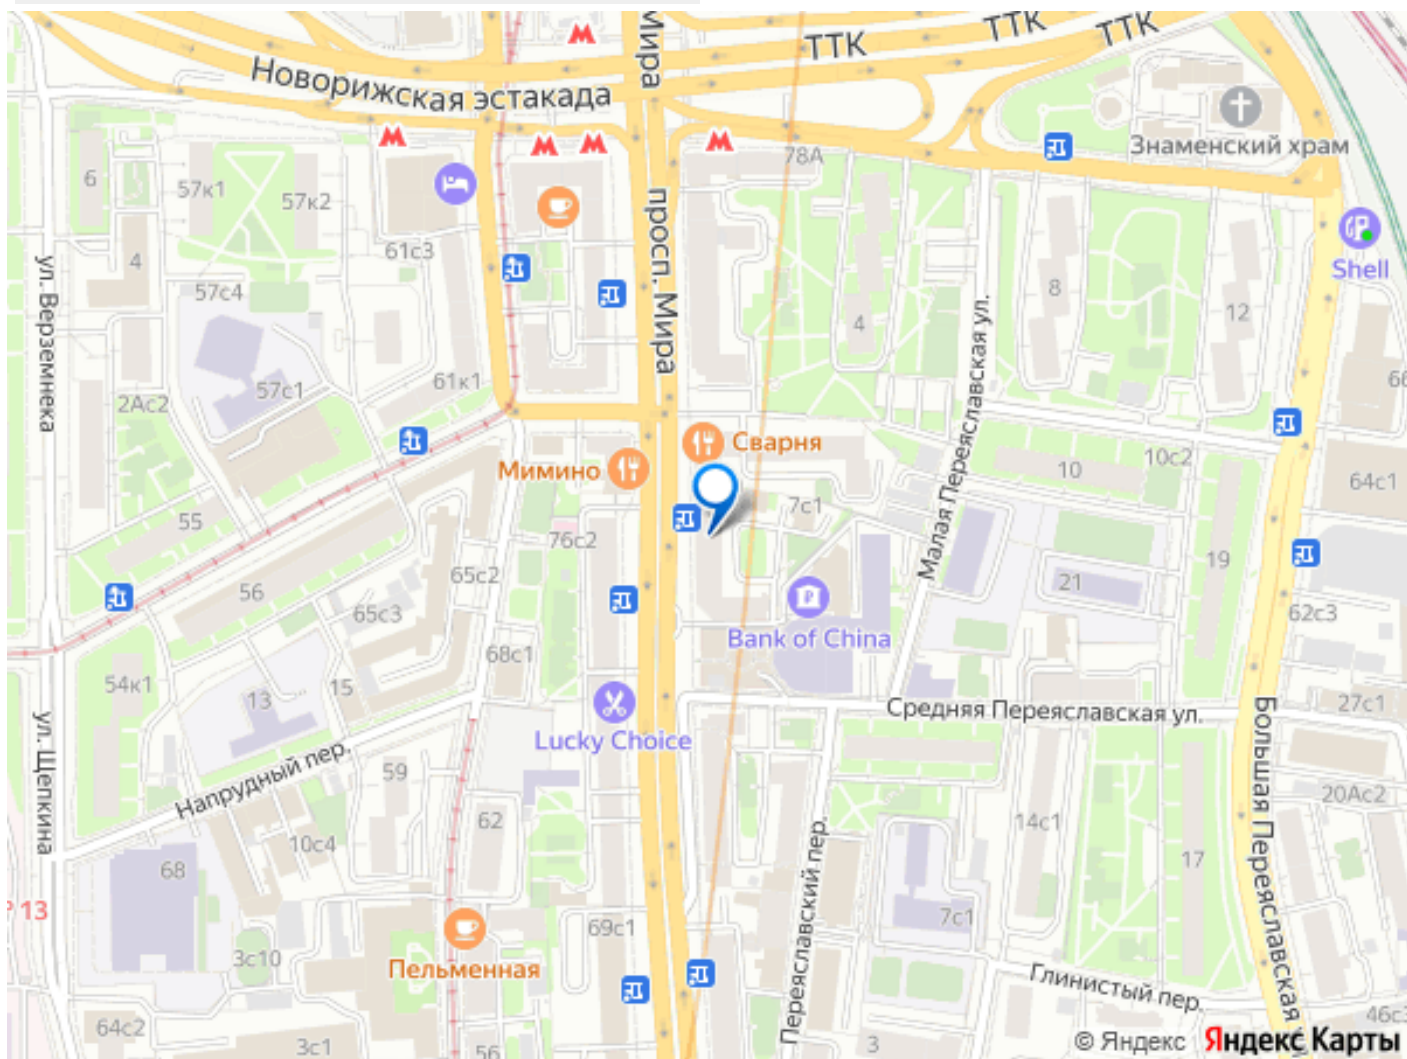 Мира
ТТК
ТТК
ТТК
Новорижская эстакада
Знаменский храм
78А
6
57к1
57к2
61с3
просп. Мира
4
57с4
ул. Верземнека
Shell
8
12
4
Малая Переяславская ул.
57с1
61к1
2Ас2
66
Сварня
Мимино
10
10с2
64с1
7с1
55
76с2
19
65с2
21
56
65с3
62с3
Bank of China
68с1
54к1
15
13
27с1
Средняя Переяславская ул.
Большая Переяславская
ул. Щепкина
Lucky Choice
Напрудный пер.
59
20Ас2
62
14с1
10с4
Переяславский пер.
17
68
13
7с1
69с1
3с10
Пельменная
Глинистый пер.
46с3
64с2
3с1
56
3
© Яндекс Яндекс Карты